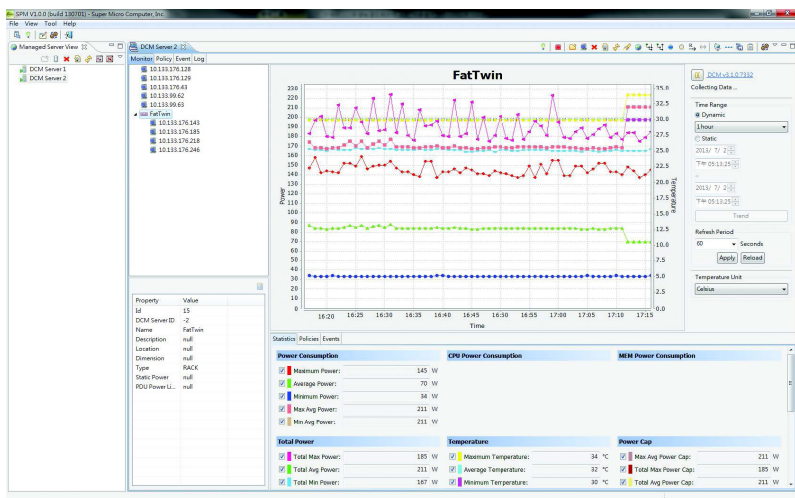 SPM V1.0.0 (build 130701) - Super Micro Computer, Inc.
File View Tool Help
Managed Server View
DCM Server 1
DCM Server 2
DCM Server 2
Monitor Policy Event Log
10.133.176.128
10.133.176.129
10.133.176.43
10.133.99.62
10.133.99.63
FatTwin
10.133.176.143
10.133.176.185
10.133.176.218
10.133.176.246
Property Value
Id 15
DCM Server ID -2
Name FatTwin
Description null
Location null
Dimension null
Type RACK
Static Power null
PDU Power Li... null
FatTwin
230
220
210
200
190
180
170
160
150
140
130
120
110
100
90
80
70
60
50
40
30
20
10
0
Power
35.0
32.5
30.0
27.5
25.0
22.5
20.0
17.5
15.0
12.5
10.0
7.5
5.0
2.5
0.0
Temperature
16:20 16:25 16:30 16:35 16:40 16:45 16:50 16:55 17:00 17:05 17:10 17:15
Time
DCM v3.1.0.7332
Collecting Data ...
Time Range
Dynamic
1 hour
Static
2013/ 7/ 2
下午 05:13:25
~
2013/ 7/ 2
下午 05:13:25
Trend
Refresh Period
60 Seconds
Apply Reload
Temperature Unit
Celsius
Statistics Policies Events
Power Consumption
Maximum Power: 145 W
Average Power: 70 W
Minimum Power: 34 W
Max Avg Power: 211 W
Min Avg Power: 211 W
CPU Power Consumption
MEM Power Consumption
Total Power
Total Max Power: 185 W
Total Avg Power: 211 W
Total Min Power: 167 W
Temperature
Maximum Temperature: 34 °C
Average Temperature: 32 °C
Minimum Temperature: 30 °C
Power Cap
Max Avg Power Cap: 211 W
Total Max Power Cap: 185 W
Total Avg Power Cap: 211 W